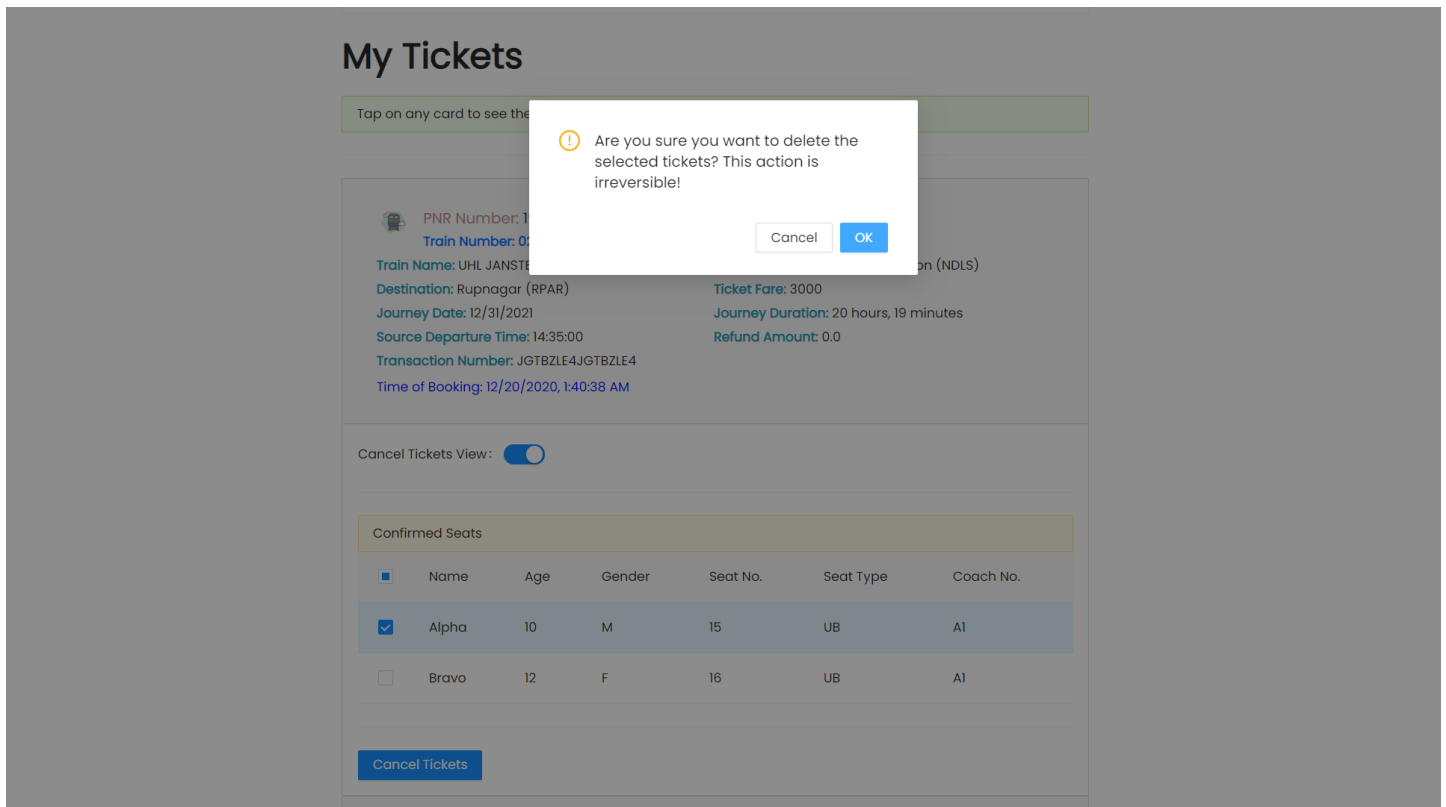 My Tickets
Tap on any card to see the
Are you sure you want to delete the
selected tickets? This action is
irreversible!
Cancel OK
PNR Number:
Train Number:
Train Name: UHL (NDLS)
Destination: Rupnagar (RPAR) Ticket Fare: 3000
Journey Date: 12/31/2021 Journey Duration: 20 hours, 19 minutes
Source Departure Time: 14:35:00 Refund Amount: 0.0
Transaction Number: JGTBZLE4JGTBZLE4
Time of Booking: 12/20/2020, 1:40:38 AM
Cancel Tickets View:
Confirmed Seats
Name Age Gender Seat No. Seat Type Coach No.
Alpha 10 M 15 UB A1
Bravo 12 F 16 UB A1
Cancel Tickets